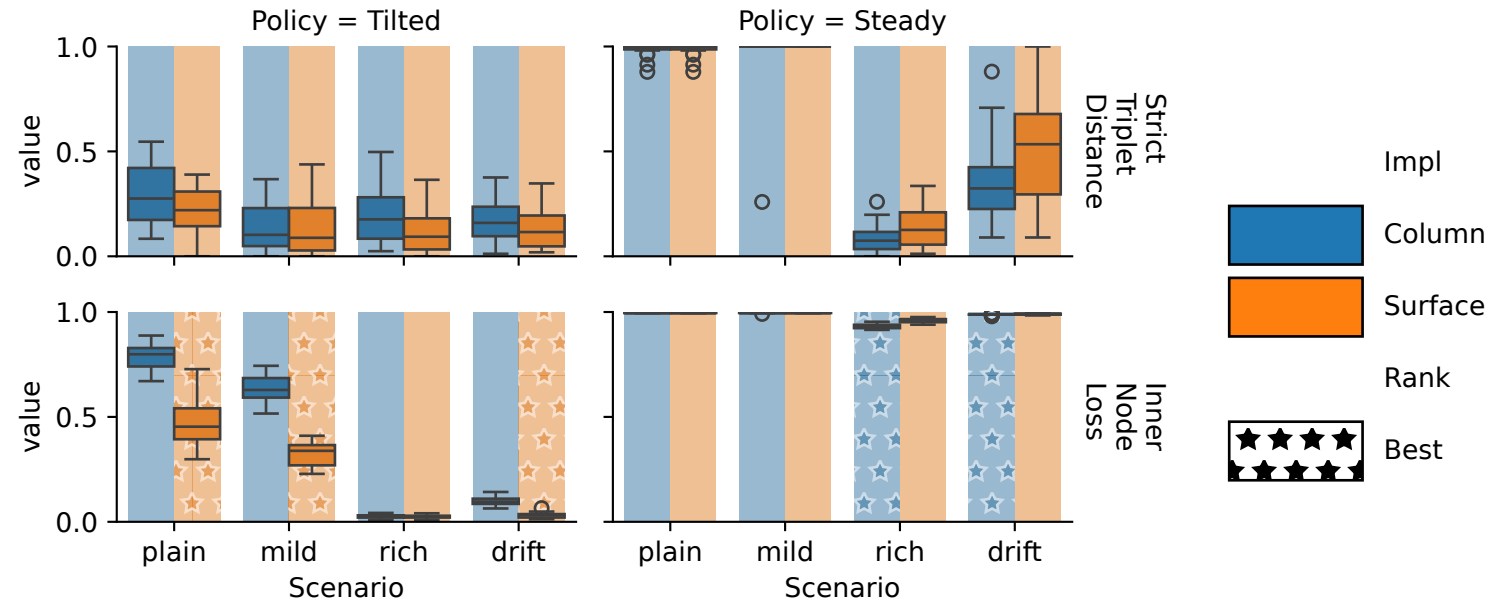 Policy = Tilted
Policy = Steady
1.0
0.5
0.0
value
Strict
Triplet
Distance
1.0
0.5
0.0
value
Inner
Node
Loss
plain mild rich drift
Scenario
plain mild rich drift
Scenario
Impl
Column
Surface
Rank
Best